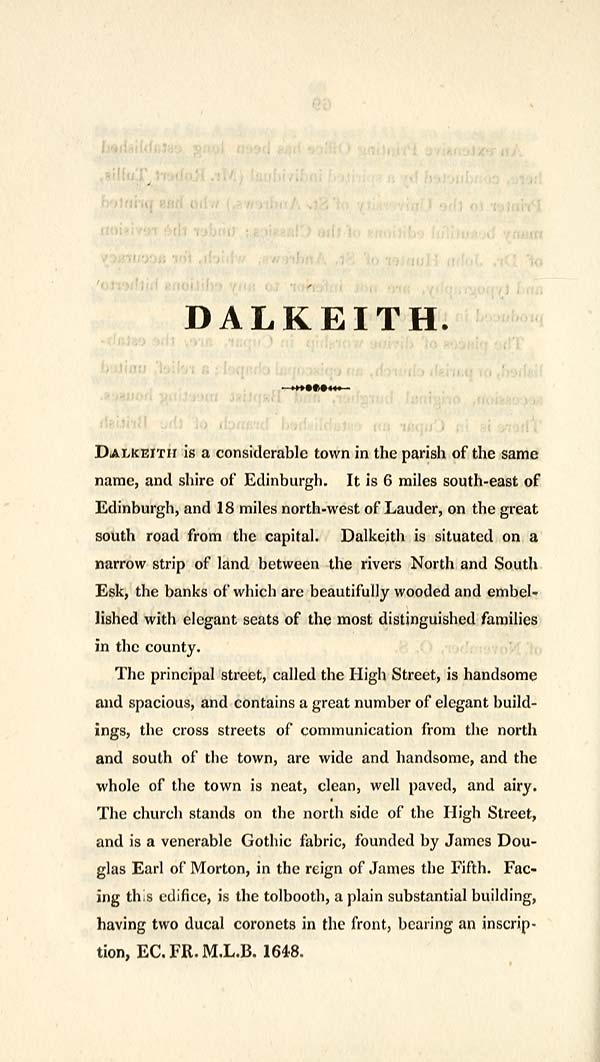 DALKEITH.
DALKEITH is a considerable town in the parish of the same
name, and shire of Edinburgh. It is 6 miles south-east of
Edinburgh, and 18 miles north-west of Lauder, on the great
south road from the capital. Dalkeith is situated on a
narrow strip of land between the rivers North and South
Esk, the banks of which are beautifully wooded and embel-
lished with elegant seats of the most distinguished families
in the county.
The principal street, called the High Street, is handsome
and spacious, and contains a great number of elegant build-
ings, the cross streets of communication from the north
and south of the town, are wide and handsome, and the
whole of the town is neat, clean, well paved, and airy.
The church stands on the north side of the High Street,
and is a venerable Gothic fabric, founded by James Dou-
glas Earl of Morton, in the reign of James the Fifth. Fac-
ing this edifice, is the tolbooth, a plain substantial building,
having two ducal coronets in the front, bearing an inscrip-
tion, EC. FR. M.L.B. 1648.